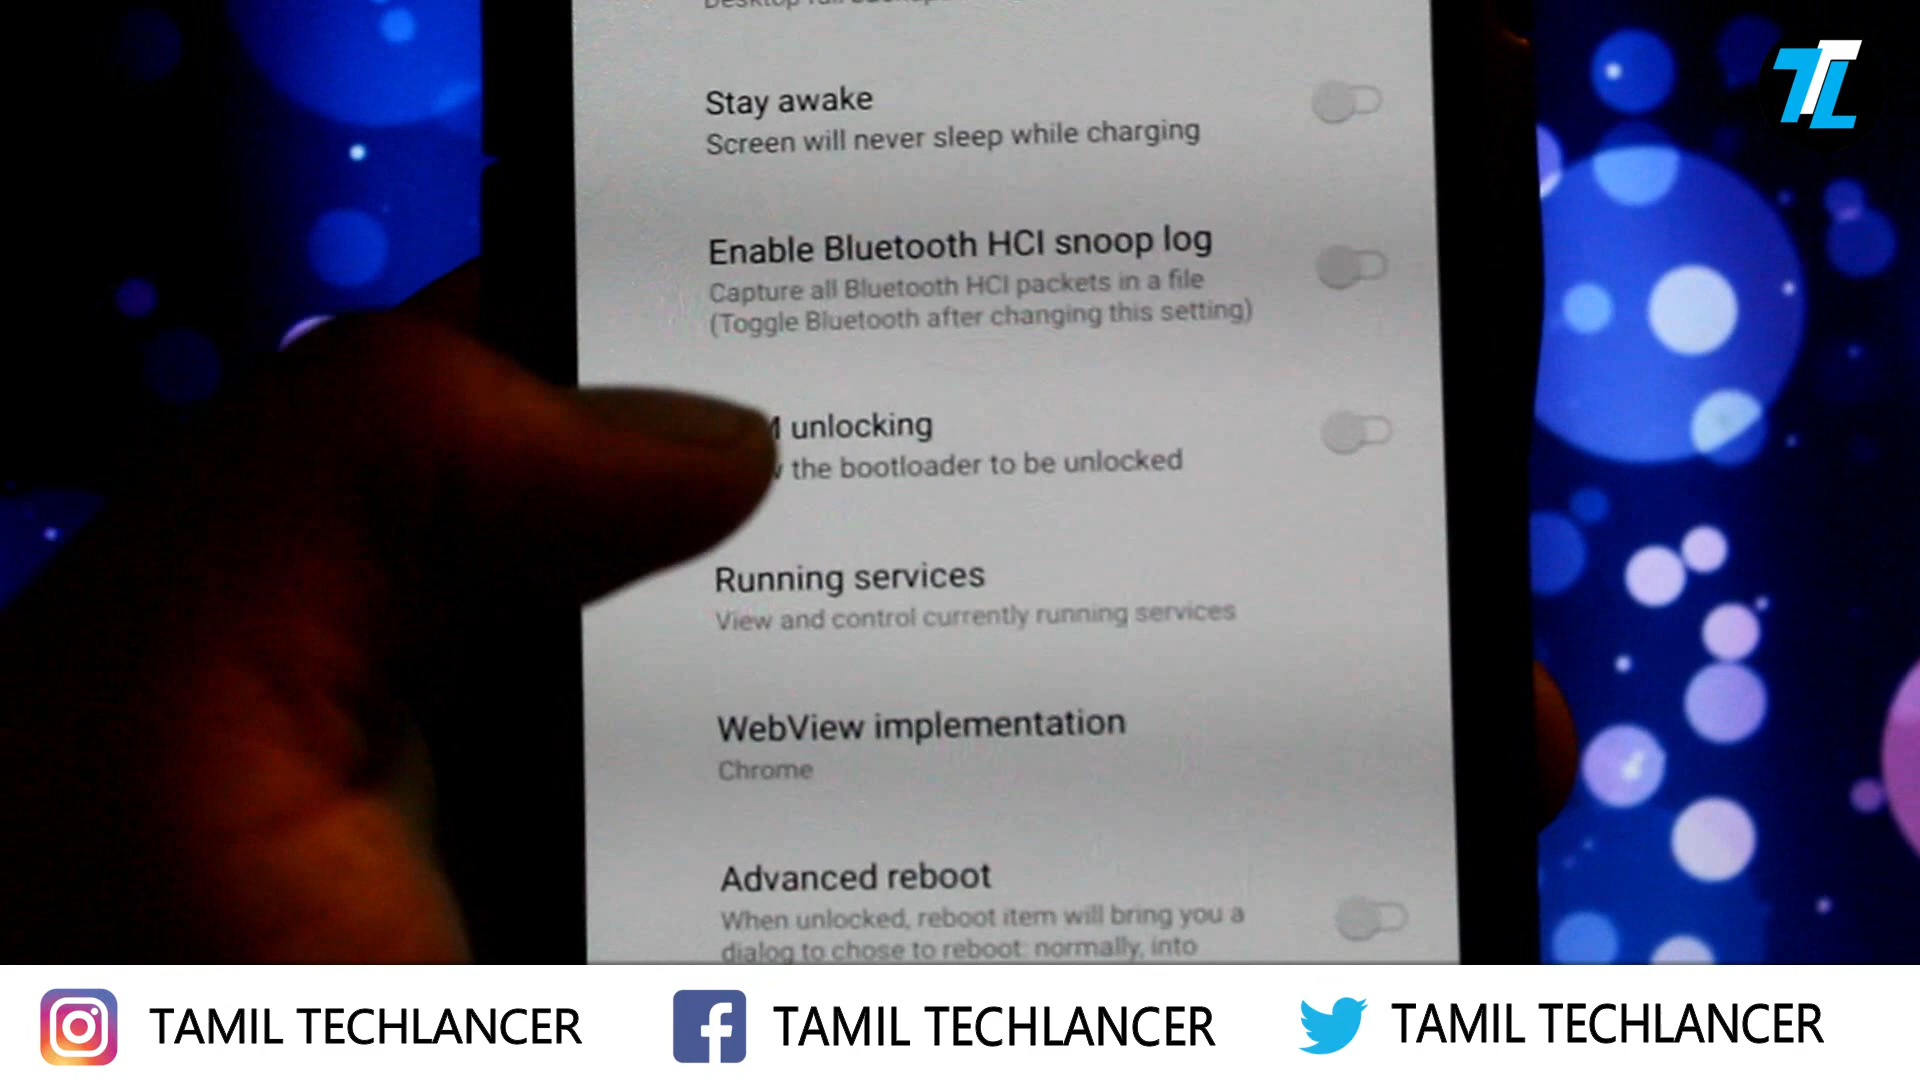 TTL
Stay awake
Screen will never sleep while charging
Enable Bluetooth HCI snoop log
Capture all Bluetooth HCI packets in a file
(Toggle Bluetooth after changing this setting)
unlocking
the bootloader to be unlocked
Running services
View and control currently running services
WebView implementation
Chrome
Advanced reboot
When unlocked, reboot item will bring you a
dialog to chose to reboot: normally, into
TAMIL TECHLANCER
TAMIL TECHLANCER
TAMIL TECHLANCER